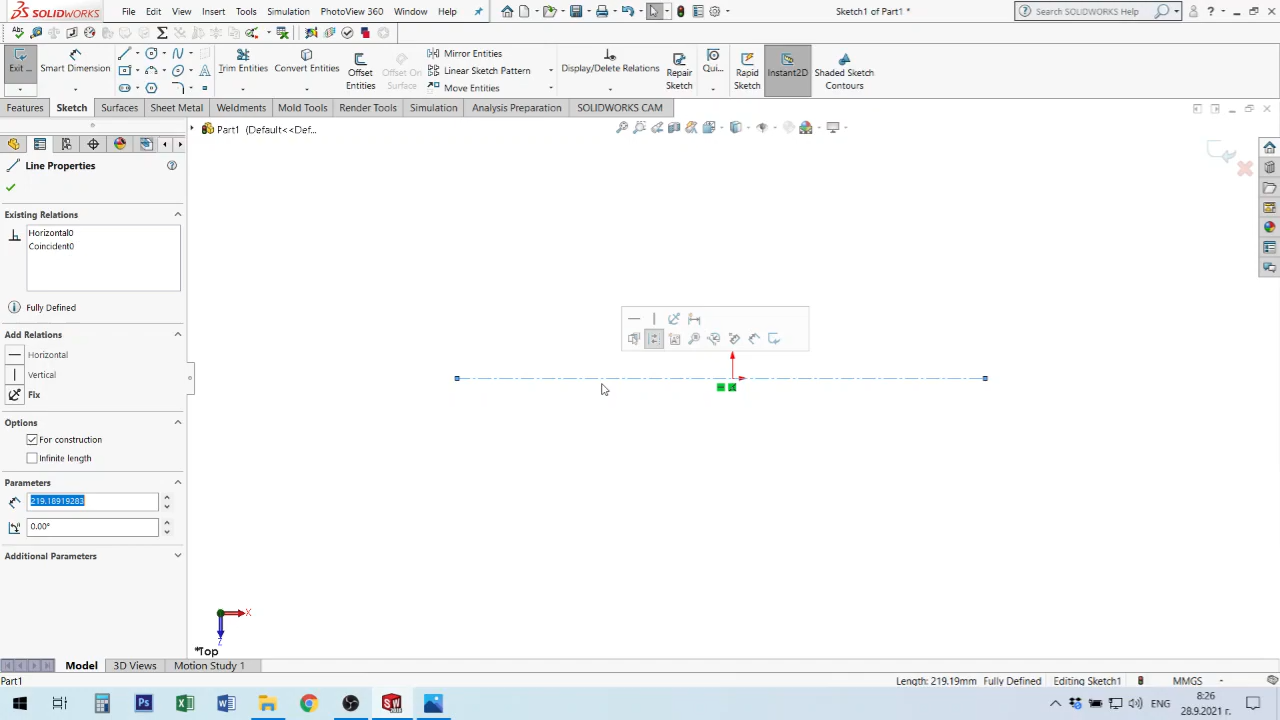 SOLIDWORKS File Edit View Insert Tools Simulation PhotoView 360 Window Help Sketch1 of Part1 * Search SOLIDWORKS Help
Exit ... Trim Entities Convert Entities Offset Entities Offset On Surface Mirror Entities Linear Sketch Pattern Move Entities Display/Delete Relations Repair Sketch Qui... Rapid Sketch Instant2D Shaded Sketch Contours
Smart Dimension
Features Sketch Surfaces Sheet Metal Weldments Mold Tools Render Tools Simulation Analysis Preparation SOLIDWORKS CAM
Part1 (Default<<Def...
Line Properties
Existing Relations
Horizontal0
Coincident0
Fully Defined
Add Relations
Horizontal
Vertical
Fix
Options
For construction
Infinite length
Parameters
219.18919283
0.00°
Additional Parameters
X
Z
*Top
Model 3D Views Motion Study 1
Part1 Length: 219.19mm Fully Defined Editing Sketch1 MMGS
ENG 8:26
28.9.2021 г.